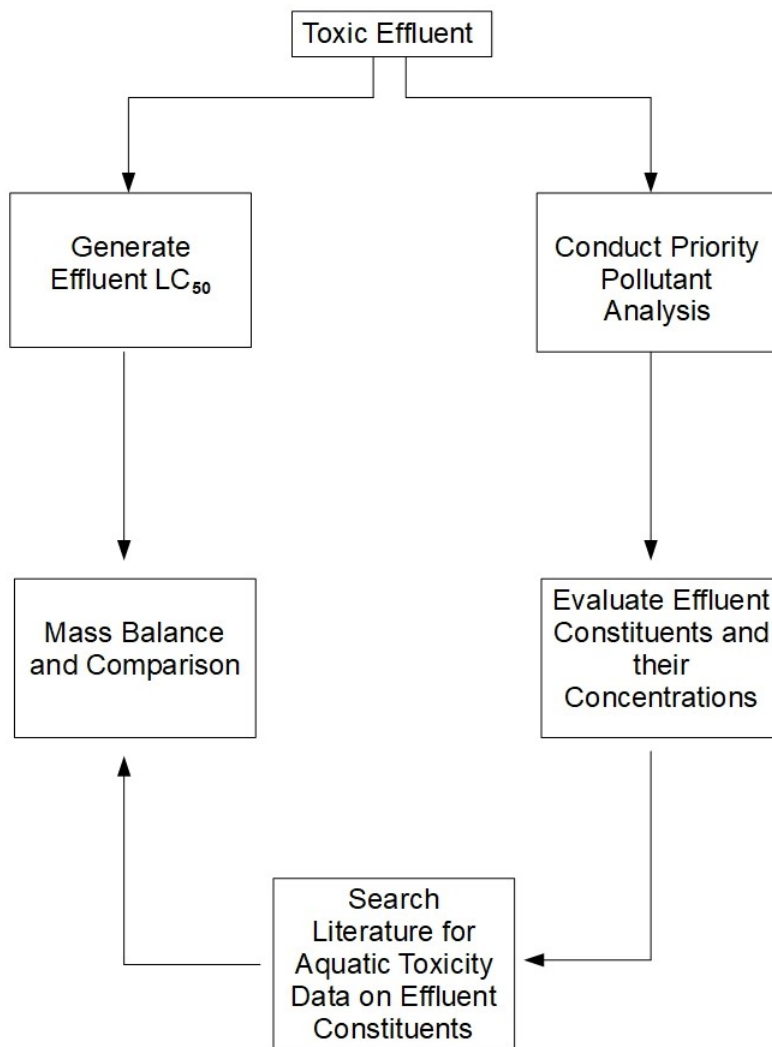 Toxic Effluent
Generate
Effluent LC₅₀
Conduct Priority
Pollutant
Analysis
Mass Balance
and Comparison
Evaluate Effluent
Constituents and
their
Concentrations
Search
Literature for
Aquatic Toxicity
Data on Effluent
Constituents